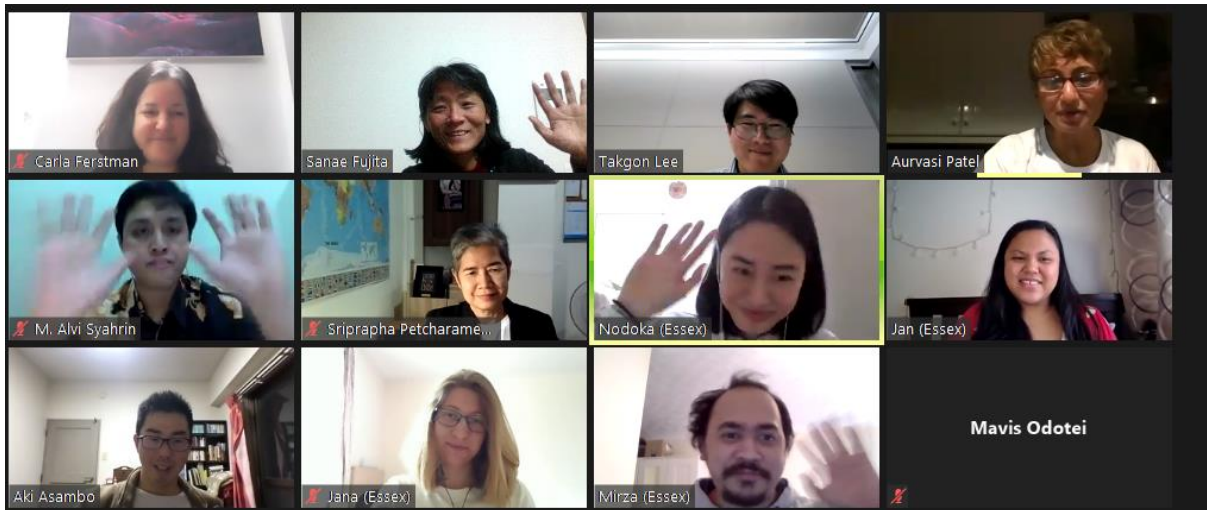 Carla Ferstman
Sanae Fujita
Takgon Lee
Aurvasi Patel
M. Alvi Syahrin
Sriprapha Petcharame...
Nodoka (Essex)
Jan (Essex)
Aki Asambo
Jana (Essex)
Mirza (Essex)
Mavis Odotei